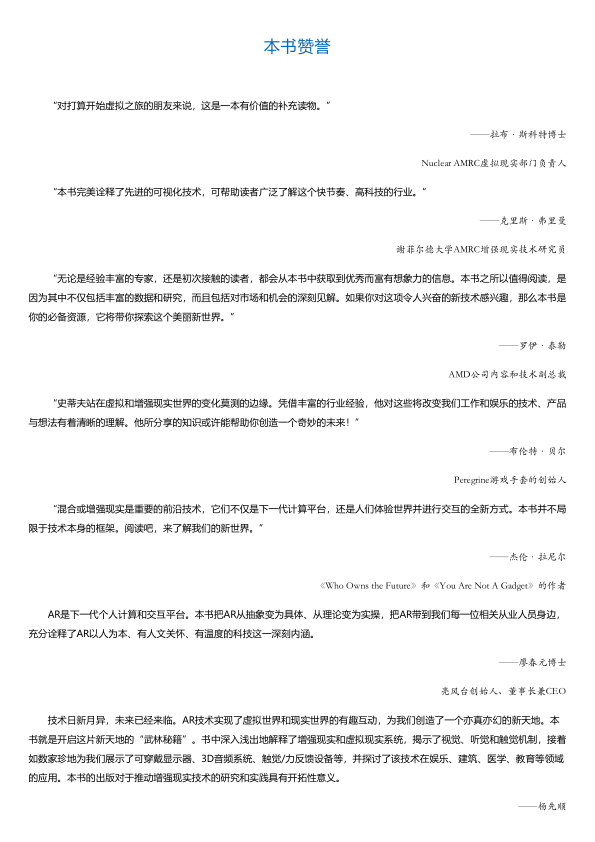 本书赞誉
“对打算开始虚拟之旅的朋友来说，这是一本有价值的补充读物。”
——拉布·斯科特博士
Nuclear AMRC虚拟现实部门负责人
“本书完美诠释了先进的可视化技术，可帮助读者广泛了解这个快节奏、高科技的行业。”
——克里斯·弗里曼
谢菲尔德大学AMRC增强现实技术研究员
“无论是经验丰富的专家，还是初次接触的读者，都会从本书中获取到优秀而富有想象力的信息。本书之所以值得阅读，是
因为其中不仅包括丰富的数据和研究，而且包括对市场和机会的深刻见解。如果你对这项令人兴奋的新技术感兴趣，那么本书是
你的必备资源，它将带你探索这个美丽新世界。”
——罗伊·泰勒
AMD公司内容和技术副总裁
“史蒂夫站在虚拟和增强现实世界的变化莫测的边缘。凭借丰富的行业经验，他对这些将改变我们工作和娱乐的技术、产品
与想法有着清晰的理解。他所分享的知识或许能帮助你创造一个奇妙的未来！”
——布伦特·贝尔
Peregrine游戏手套的创始人
“混合或增强现实是重要的前沿技术，它们不仅是下一代计算平台，还是人们体验世界并进行交互的全新方式。本书并不局
限于技术本身的框架。阅读吧，来了解我们的新世界。”
——杰伦·拉尼尔
《Who Owns the Future》和《You Are Not A Gadget》的作者
AR是下一代个人计算和交互平台。本书把AR从抽象变为具体、从理论变为实操，把AR带到我们每一位相关从业人员身边，
充分诠释了AR以人为本、有人文关怀、有温度的科技这一深刻内涵。
——廖春元博士
亮风台创始人、董事长兼CEO
技术日新月异，未来已经来临。AR技术实现了虚拟世界和现实世界的有趣互动，为我们创造了一个亦真亦幻的新天地。本
书就是开启这片新天地的“武林秘籍”。书中深入浅出地解释了增强现实和虚拟现实系统，揭示了视觉、听觉和触觉机制，接着
如数家珍地为我们展示了可穿戴显示器、3D音频系统、触觉/力反馈设备等，并探讨了该技术在娱乐、建筑、医学、教育等领域
的应用。本书的出版对于推动增强现实技术的研究和实践具有开拓性意义。
——杨先顺